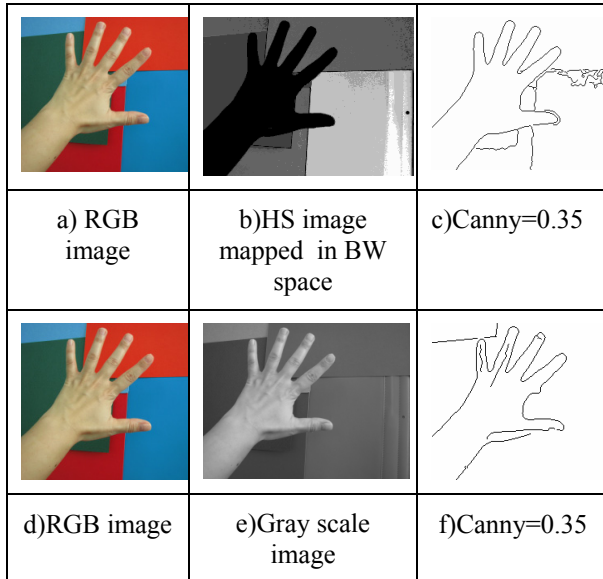 a) RGB
image
b)HS image
mapped in BW
space
c)Canny=0.35
d)RGB image
e)Gray scale
image
f)Canny=0.35